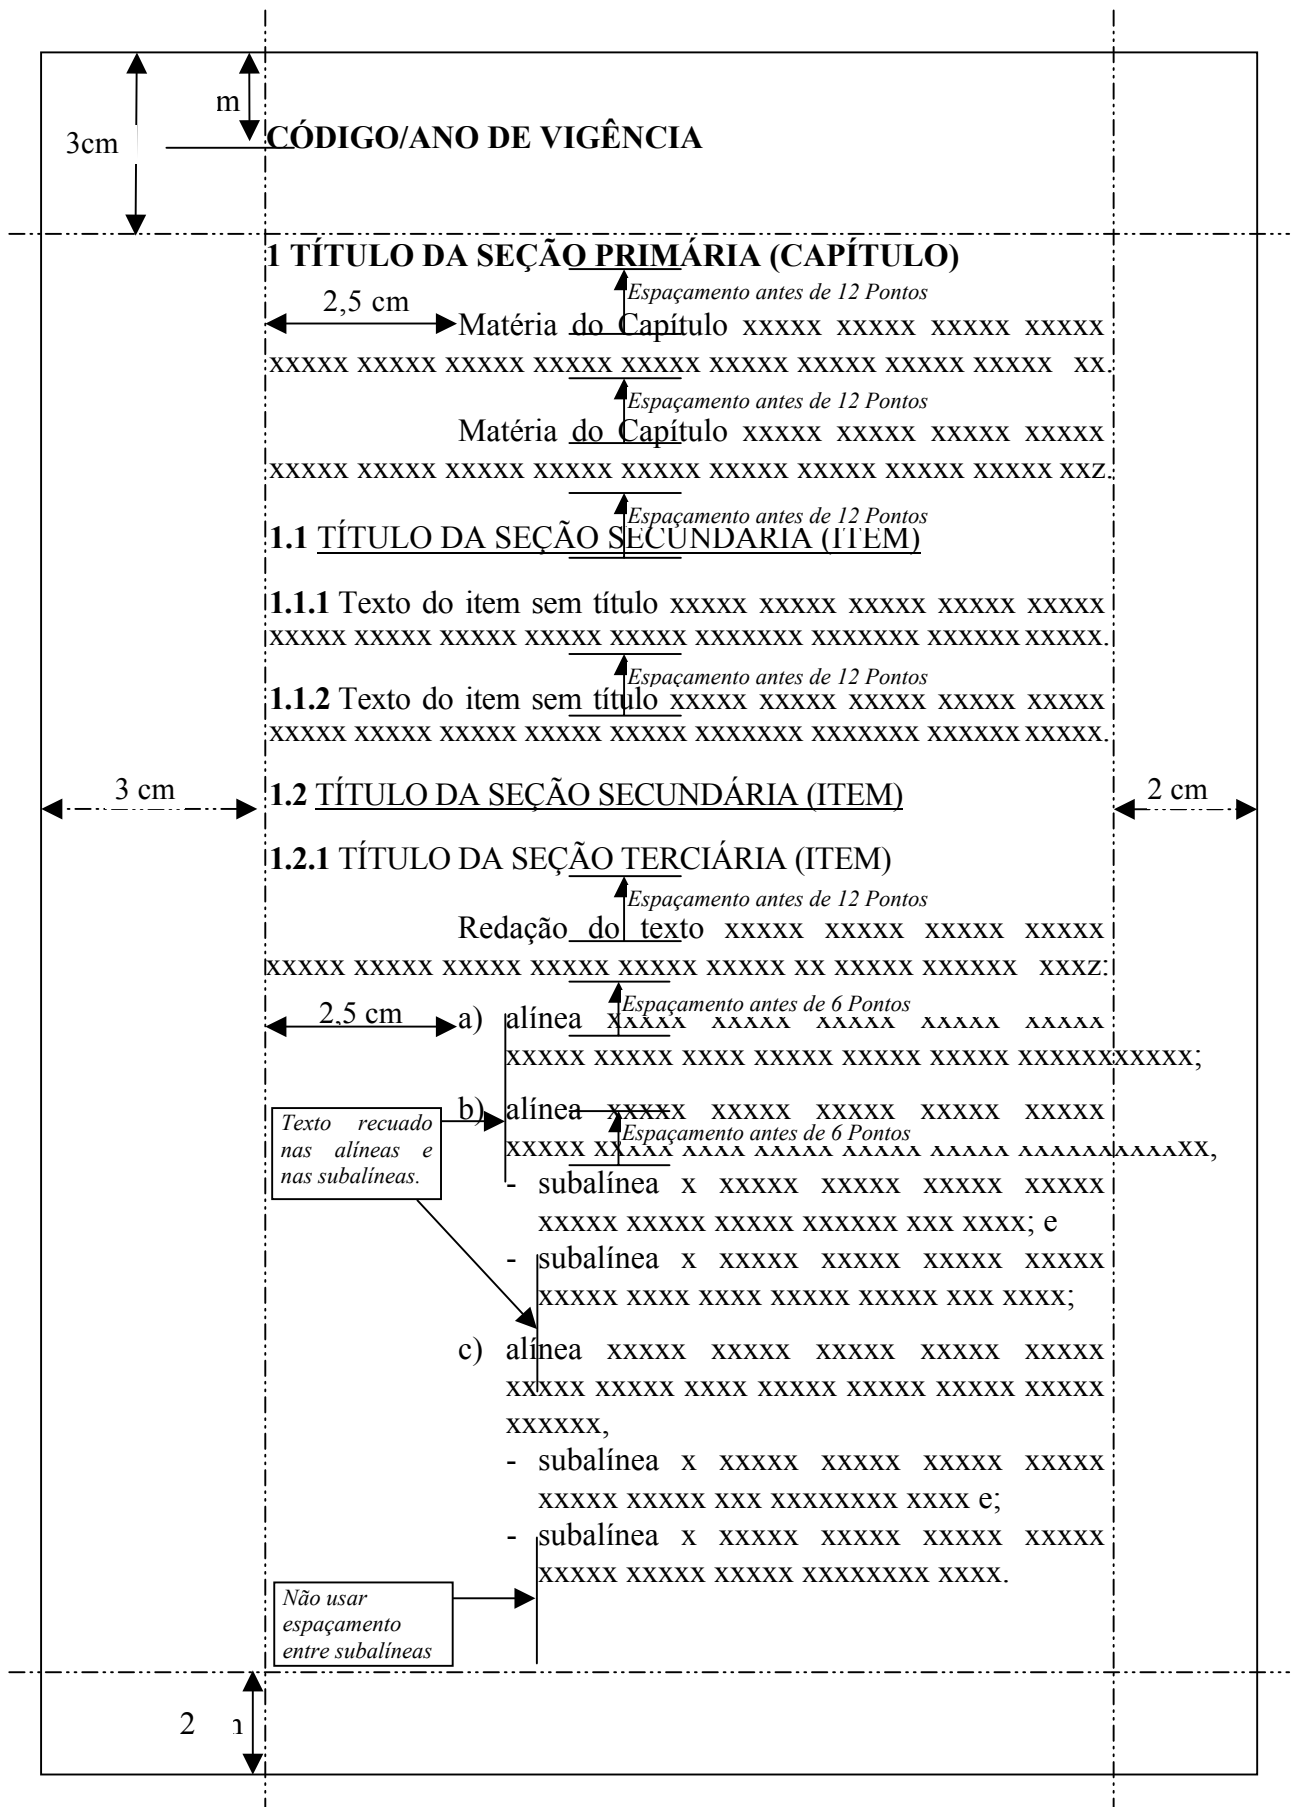 m
3cm
CÓDIGO/ANO DE VIGÊNCIA
1 TÍTULO DA SEÇÃO PRIMÁRIA (CAPÍTULO)
Espaçamento antes de 12 Pontos
2,5 cm
Matéria do Capítulo xxxxx xxxxx xxxxx xxxxx
xxxxx xxxxx xxxxx xxxxx xxxxx xxxxx xxxxx xxxxx xxxxx xx.
Espaçamento antes de 12 Pontos
Matéria do Capítulo xxxxx xxxxx xxxxx xxxxx
xxxxx xxxxx xxxxx xxxxx xxxxx xxxxx xxxxx xxxxx xxxxx xxz.
Espaçamento antes de 12 Pontos
1.1 TÍTULO DA SEÇÃO SECUNDÁRIA (ITEM)
1.1.1 Texto do item sem título xxxxx xxxxx xxxxx xxxxx xxxxx
xxxxx xxxxx xxxxx xxxxx xxxxx xxxxxxx xxxxxxx xxxxxx xxxxx.
Espaçamento antes de 12 Pontos
1.1.2 Texto do item sem título xxxxx xxxxx xxxxx xxxxx xxxxx
xxxxx xxxxx xxxxx xxxxx xxxxx xxxxxxx xxxxxxx xxxxxx xxxxx.
3 cm
1.2 TÍTULO DA SEÇÃO SECUNDÁRIA (ITEM)
2 cm
1.2.1 TÍTULO DA SEÇÃO TERCIÁRIA (ITEM)
Espaçamento antes de 12 Pontos
Redação do texto xxxxx xxxxx xxxxx xxxxx
xxxxx xxxxx xxxxx xxxxx xxxxx xxxxx xx xxxxx xxxxxx xxxz:
Espaçamento antes de 6 Pontos
2,5 cm
a) alínea xxxxx xxxxx xxxxx xxxxx xxxxx
xxxxx xxxxx xxxx xxxxx xxxxx xxxxx xxxxxxxxxxx;
b) alínea xxxxx xxxxx xxxxx xxxxx xxxxx
Espaçamento antes de 6 Pontos
xxxxx xxxxx xxxx xxxxx xxxxx xxxxx xxxxxxxxxxxx,
Texto recuado
nas alíneas e
nas subalíneas.
- subalínea x xxxxx xxxxx xxxxx xxxxx
xxxxx xxxxx xxxxx xxxxxx xxx xxxx; e
- subalínea x xxxxx xxxxx xxxxx xxxxx
xxxxx xxxx xxxx xxxxx xxxxx xxx xxxx;
c) alínea xxxxx xxxxx xxxxx xxxxx xxxxx
xxxxx xxxxx xxxx xxxxx xxxxx xxxxx xxxxx
xxxxxx,
- subalínea x xxxxx xxxxx xxxxx xxxxx
xxxxx xxxxx xxx xxxxxxxx xxxx e;
- subalínea x xxxxx xxxxx xxxxx xxxxx
xxxxx xxxxx xxxxx xxxxxxxx xxxx.
Não usar
espaçamento
entre subalíneas
2